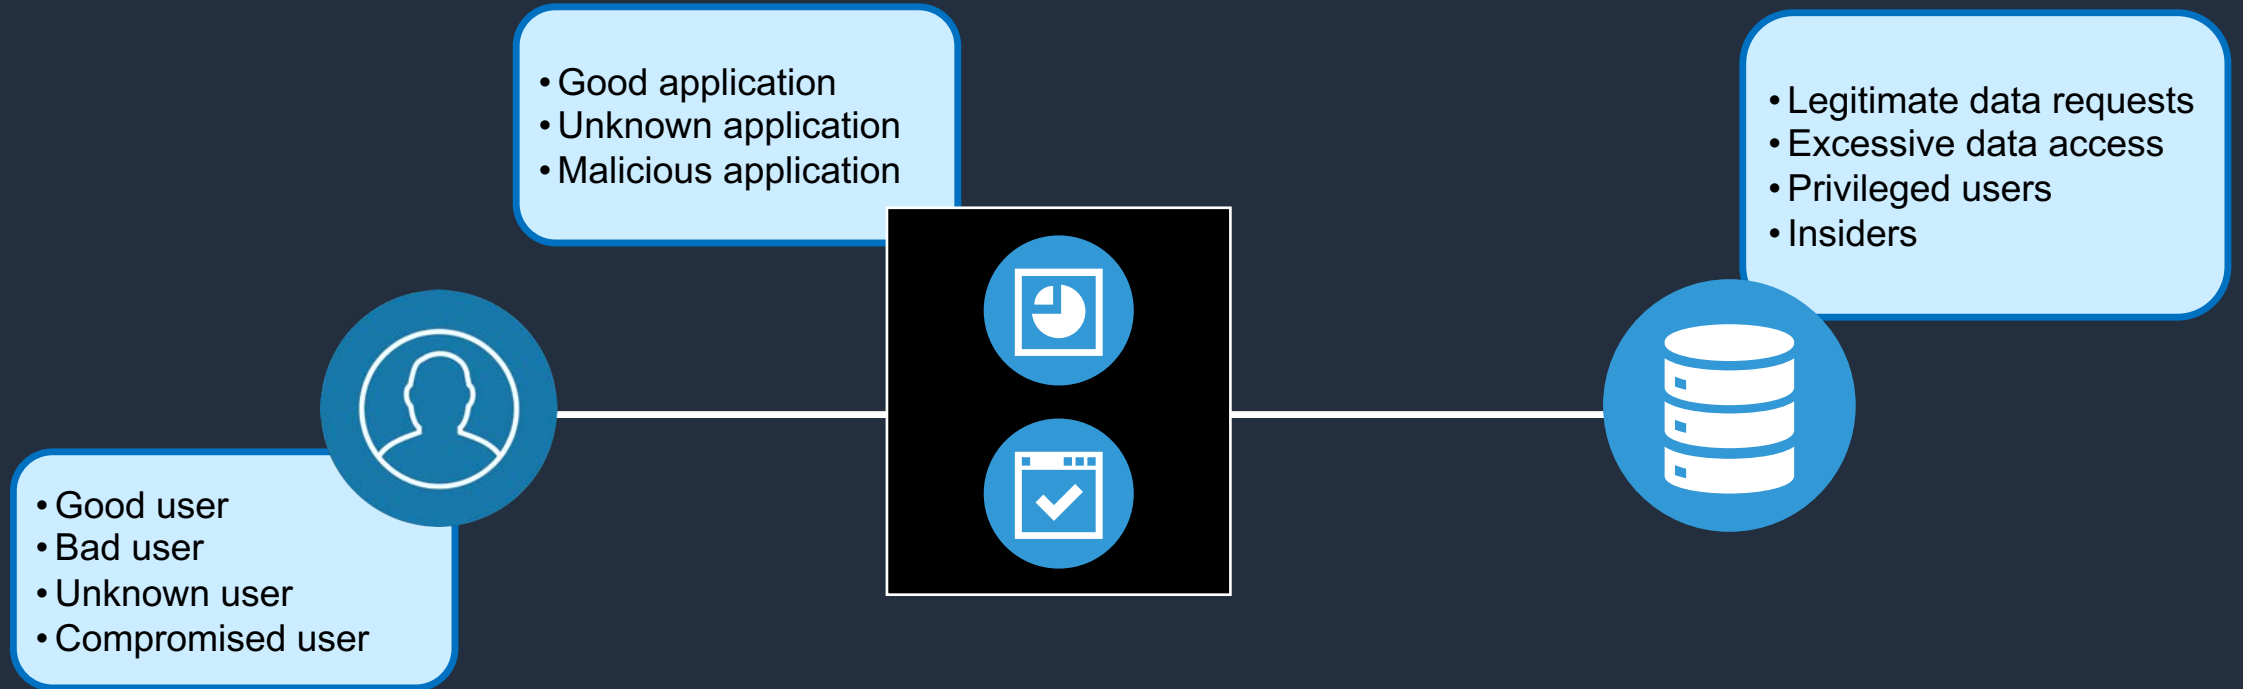 • Good application
• Unknown application
• Malicious application
• Legitimate data requests
• Excessive data access
• Privileged users
• Insiders
• Good user
• Bad user
• Unknown user
• Compromised user